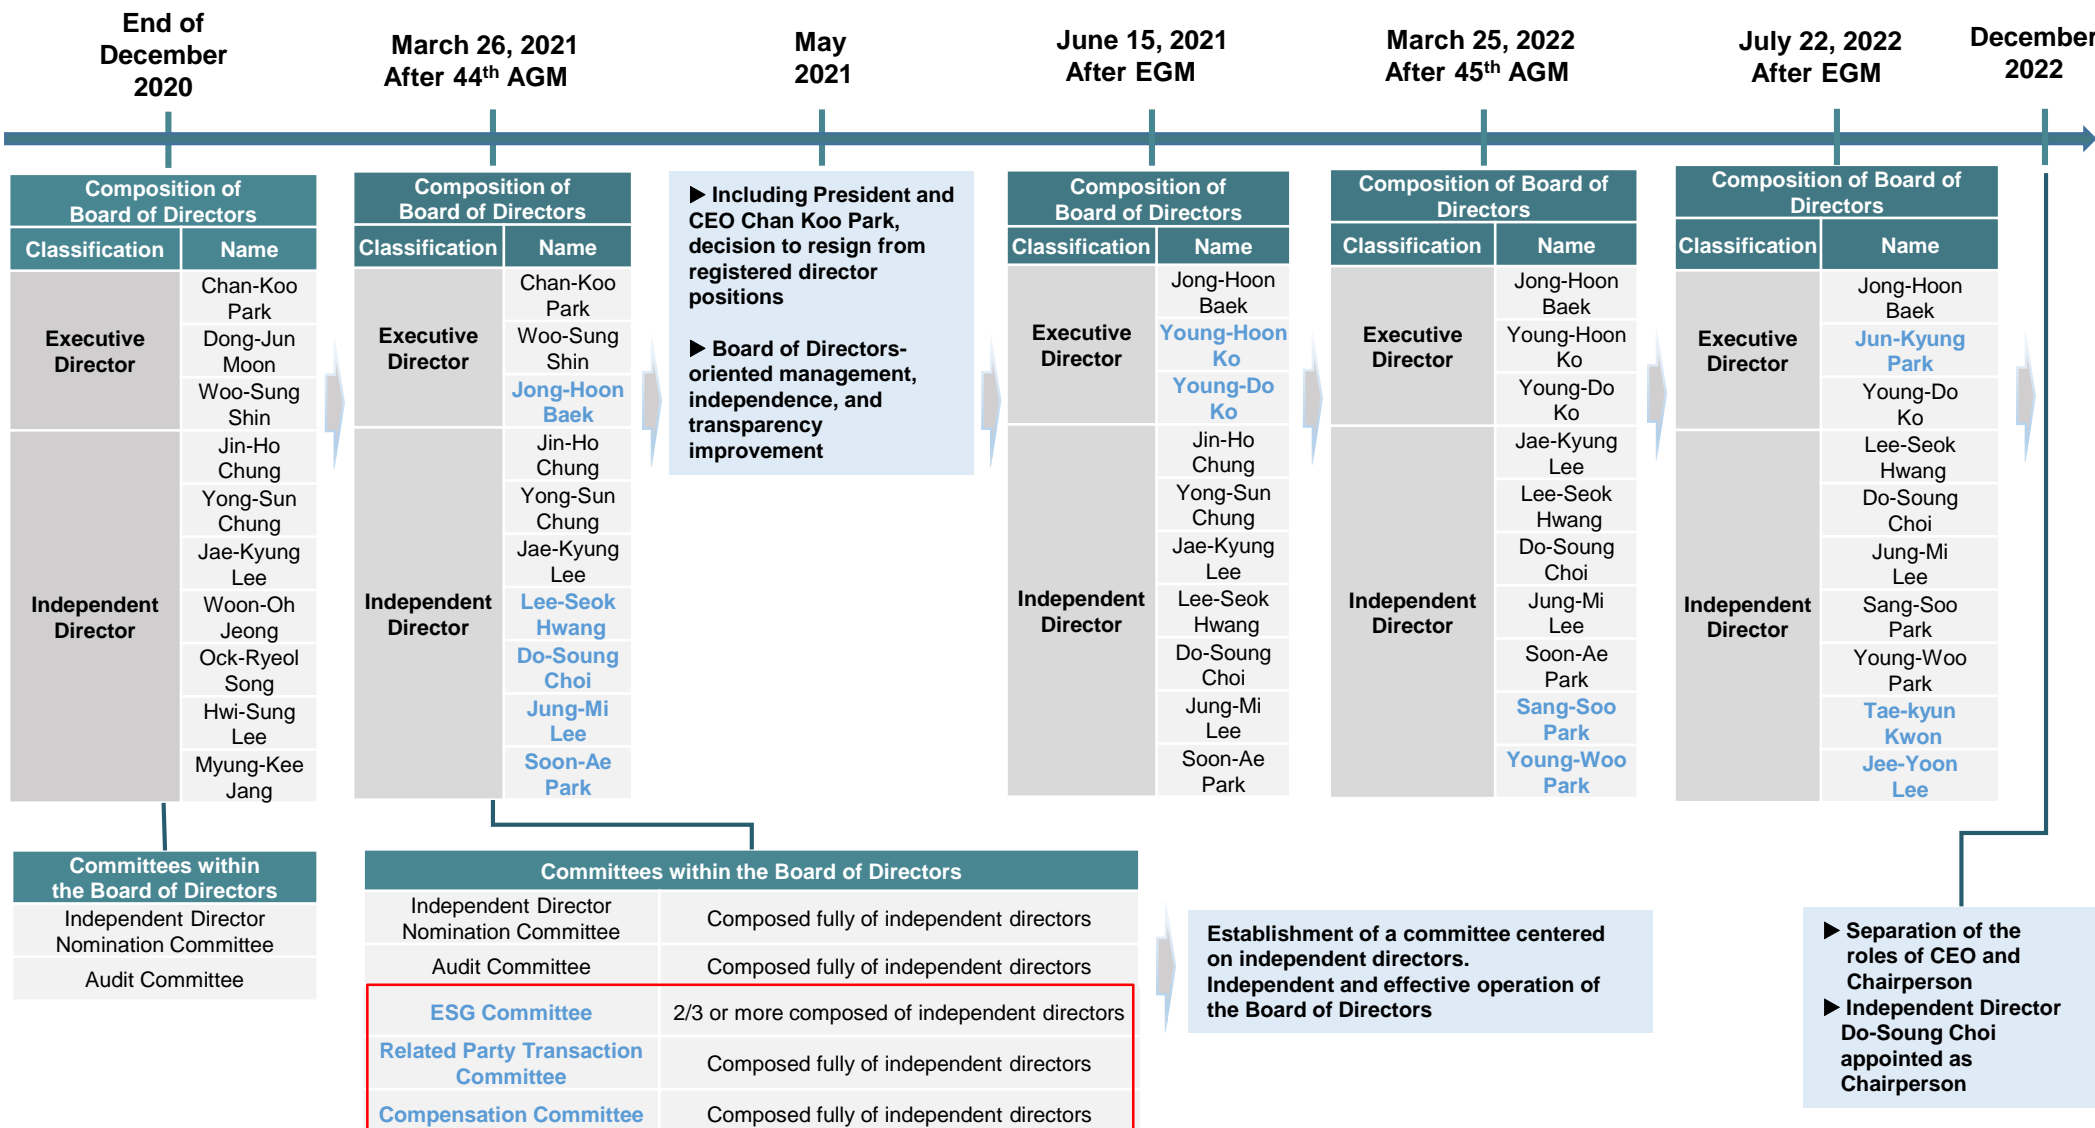 End of
December
2020
March 26, 2021
After 44th AGM
May
2021
June 15, 2021
After EGM
March 25, 2022
After 45th AGM
July 22, 2022
After EGM
December
2022
Composition of
Board of Directors
Classification
Name
Executive
Director
Chan-Koo
Park
Dong-Jun
Moon
Woo-Sung
Shin
Independent
Director
Jin-Ho
Chung
Yong-Sun
Chung
Jae-Kyung
Lee
Woon-Oh
Jeong
Ock-Ryeol
Song
Hwi-Sung
Lee
Myung-Kee
Jang
Composition of
Board of Directors
Classification
Name
Executive
Director
Chan-Koo
Park
Woo-Sung
Shin
Jong-Hoon
Baek
Independent
Director
Jin-Ho
Chung
Yong-Sun
Chung
Jae-Kyung
Lee
Lee-Seok
Hwang
Do-Soung
Choi
Jung-Mi
Lee
Soon-Ae
Park
▶ Including President and
CEO Chan Koo Park,
decision to resign from
registered director
positions
▶ Board of Directors-
oriented management,
independence, and
transparency
improvement
Composition of
Board of Directors
Classification
Name
Executive
Director
Jong-Hoon
Baek
Young-Hoon
Ko
Young-Do
Ko
Independent
Director
Jin-Ho
Chung
Yong-Sun
Chung
Jae-Kyung
Lee
Lee-Seok
Hwang
Do-Soung
Choi
Jung-Mi
Lee
Soon-Ae
Park
Composition of Board of
Directors
Classification
Name
Executive
Director
Jong-Hoon
Baek
Young-Hoon
Ko
Young-Do
Ko
Independent
Director
Jae-Kyung
Lee
Lee-Seok
Hwang
Do-Soung
Choi
Jung-Mi
Lee
Soon-Ae
Park
Sang-Soo
Park
Young-Woo
Park
Composition of Board of
Directors
Classification
Name
Executive
Director
Jong-Hoon
Baek
Jun-Kyung
Park
Young-Do
Ko
Independent
Director
Lee-Seok
Hwang
Do-Soung
Choi
Jung-Mi
Lee
Sang-Soo
Park
Young-Woo
Park
Tae-kyun
Kwon
Jee-Yoon
Lee
Committees within
the Board of Directors
Independent Director
Nomination Committee
Audit Committee
Committees within the Board of Directors
Independent Director
Nomination Committee
Composed fully of independent directors
Audit Committee
Composed fully of independent directors
ESG Committee
2/3 or more composed of independent directors
Related Party Transaction
Committee
Composed fully of independent directors
Compensation Committee
Composed fully of independent directors
Establishment of a committee centered
on independent directors.
Independent and effective operation of
the Board of Directors
▶ Separation of the
roles of CEO and
Chairperson
▶ Independent Director
Do-Soung Choi
appointed as
Chairperson